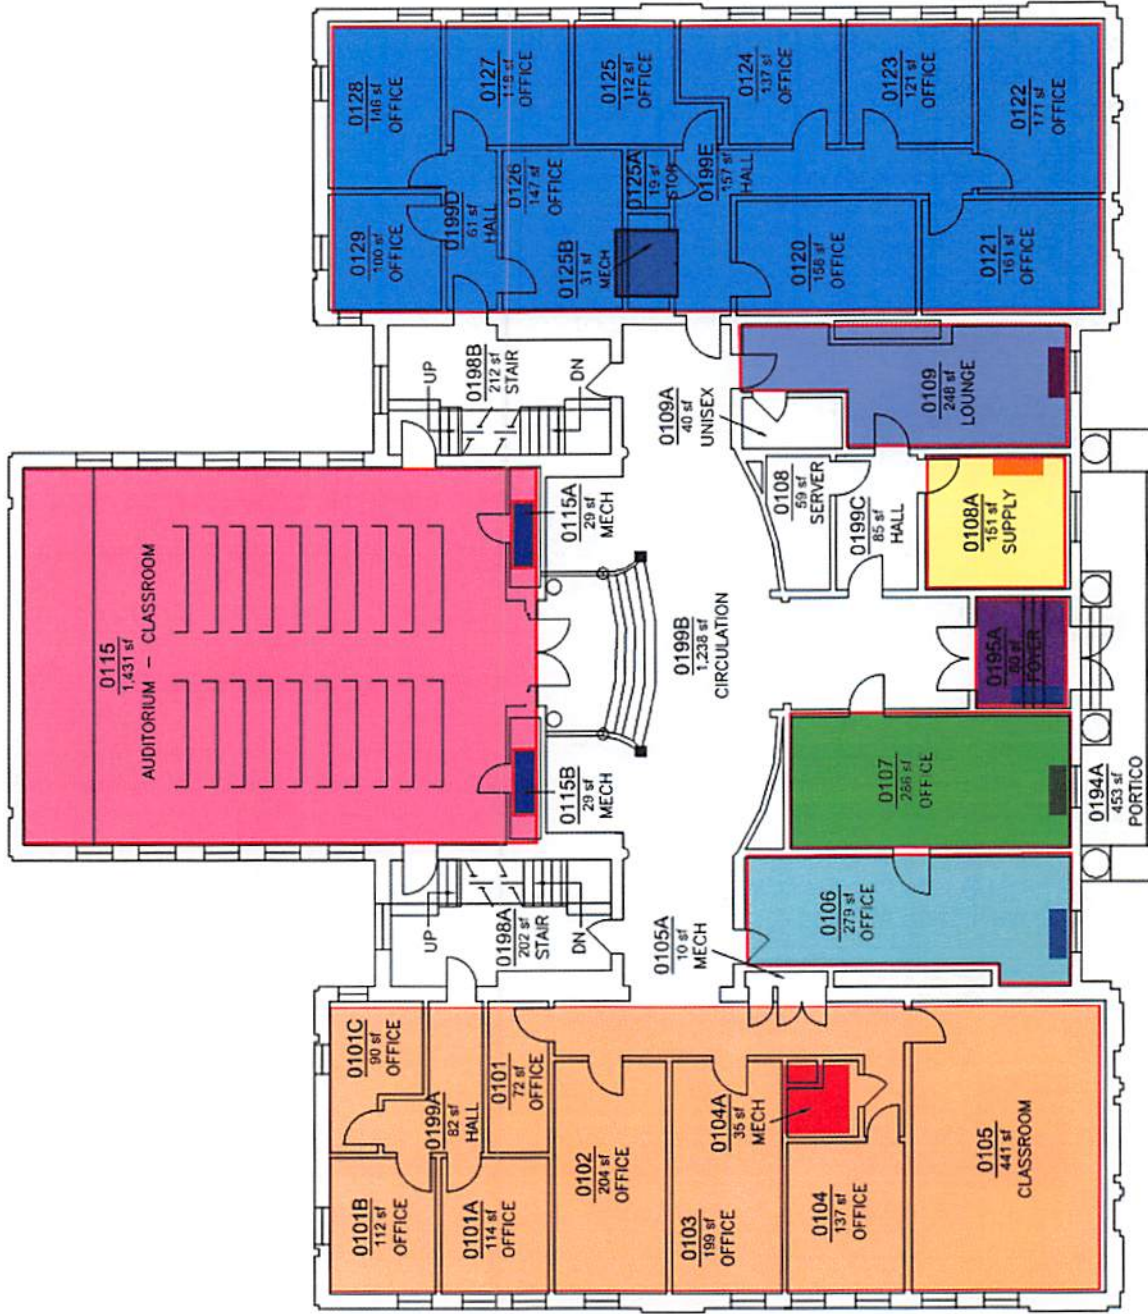 0128
146 sf
OFFICE
0127
118 sf
OFFICE
0125
112 sf
OFFICE
0124
137 sf
OFFICE
0123
121 sf
OFFICE
0122
171 sf
OFFICE
0129
100 sf
OFFICE
0199D
61 sf
HALL
0126
147 sf
OFFICE
0125B
31 sf
MECH
0125A
19 sf
STOR
0199E
157 sf
HALL
0120
158 sf
OFFICE
0121
161 sf
OFFICE
UP
0198B
212 sf
STAIR
DN
0109A
40 sf
UNISEX
0109
248 sf
LOUNGE
0115
1,431 sf
AUDITORIUM – CLASSROOM
0115A
29 sf
MECH
0115B
29 sf
MECH
0199B
1,238 sf
CIRCULATION
0108
59 sf
SERVER
0199C
85 sf
HALL
0108A
151 sf
SUPPLY
0195A
60 sf
FOYER
0107
286 sf
OFFICE
0194A
453 sf
PORTICO
UP
0198A
202 sf
STAIR
DN
0105A
10 sf
MECH
0106
279 sf
OFFICE
0101C
90 sf
OFFICE
0199A
82 sf
HALL
0101
72 sf
OFFICE
0101B
112 sf
OFFICE
0101A
114 sf
OFFICE
0102
204 sf
OFFICE
0103
199 sf
OFFICE
0104A
35 sf
MECH
0104
137 sf
OFFICE
0105
441 sf
CLASSROOM